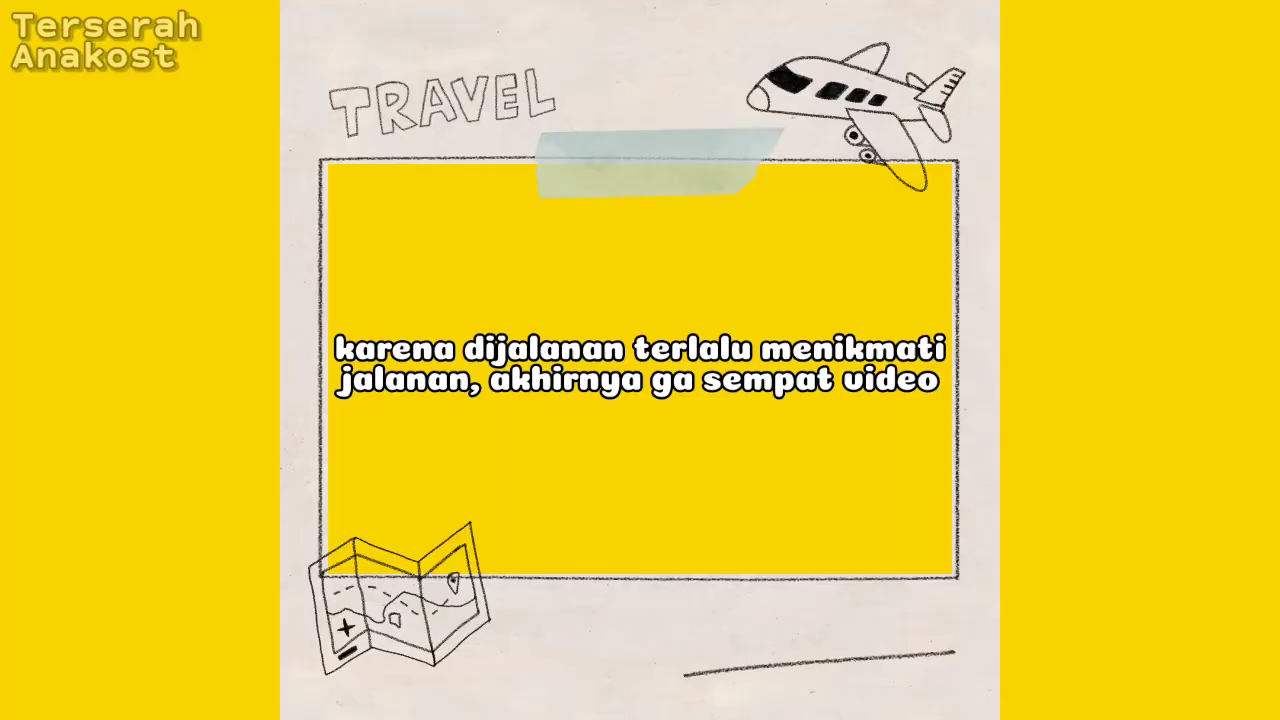 Terserah
Anakost
TRAVEL
karena dijalanan terlalu menikmati
jalanan, akhirnya ga sempat video